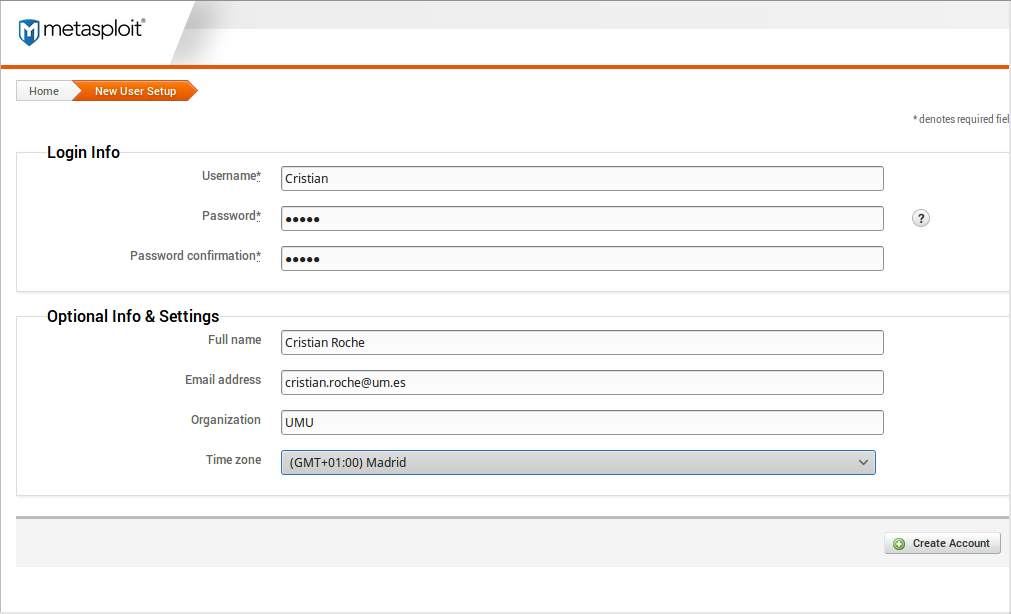 metasploit®
Home
New User Setup
* denotes required fiel
Login Info
Username* Cristian
Password* ●●●●● ?
Password confirmation* ●●●●●
Optional Info & Settings
Full name Cristian Roche
Email address cristian.roche@um.es
Organization UMU
Time zone (GMT+01:00) Madrid
Create Account